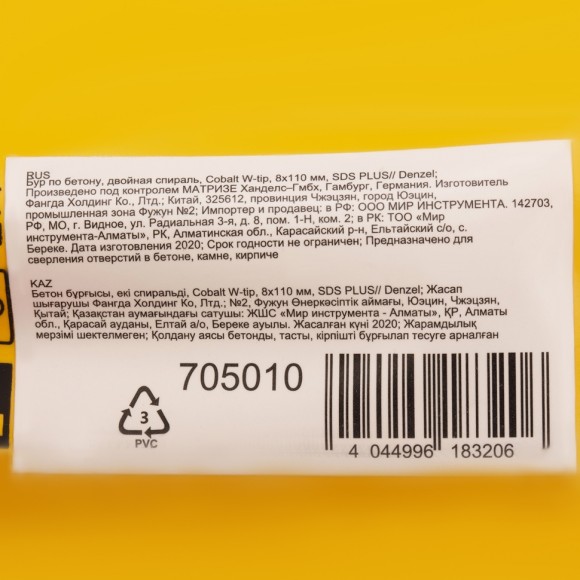 RUS
Бур по бетону, двойная спираль, Cobalt W-tip, 8x110 мм, SDS PLUS// Denzel;
Произведено под контролем МАТРИЗЕ Ханделс–Гмбх, Гамбург, Германия. Изготовитель
Фангда Холдинг Ко., Лтд.; Китай, 325612, провинция Чжэцзян, город Юэцин,
промышленная зона Фужун №2; Импортер и продавец: в РФ: ООО МИР ИНСТРУМЕНТА. 142703,
РФ, МО, г. Видное, ул. Радиальная 3-я, д. 8, пом. 1-Н, ком. 2; в РК: ТОО «Мир
инструмента-Алматы», РК, Алматинская обл., Карасайский р-н, Ельтайский с/о, с.
Береке. Дата изготовления 2020; Срок годности не ограничен; Предназначено для
сверления отверстий в бетоне, камне, кирпиче
KAZ
Бетон бұрғысы, екі спиральді, Cobalt W-tip, 8x110 мм, SDS PLUS// Denzel; Жасап
шығарушы Фангда Холдинг Ко, Лтд.; №2, Фужун Өнеркәсіптік аймағы, Юэцин, Чжэцзян,
Қытай; Қазақстан аумағындағы сатушы: ЖШС «Мир инструмента - Алматы», ҚР, Алматы
обл., Қарасай ауданы, Елтай а/о, Береке ауылы. Жасалған күні 2020; Жарамдылық
мерзімі шектелмеген; Қолдану аясы бетонды, тасты, кірпішті бұрғылап тесуге арналған
705010
3
PVC
4 044996 183206